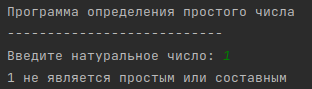 Программа определения простого числа
---------------------------
Введите натуральное число: 1
1 не является простым или составным